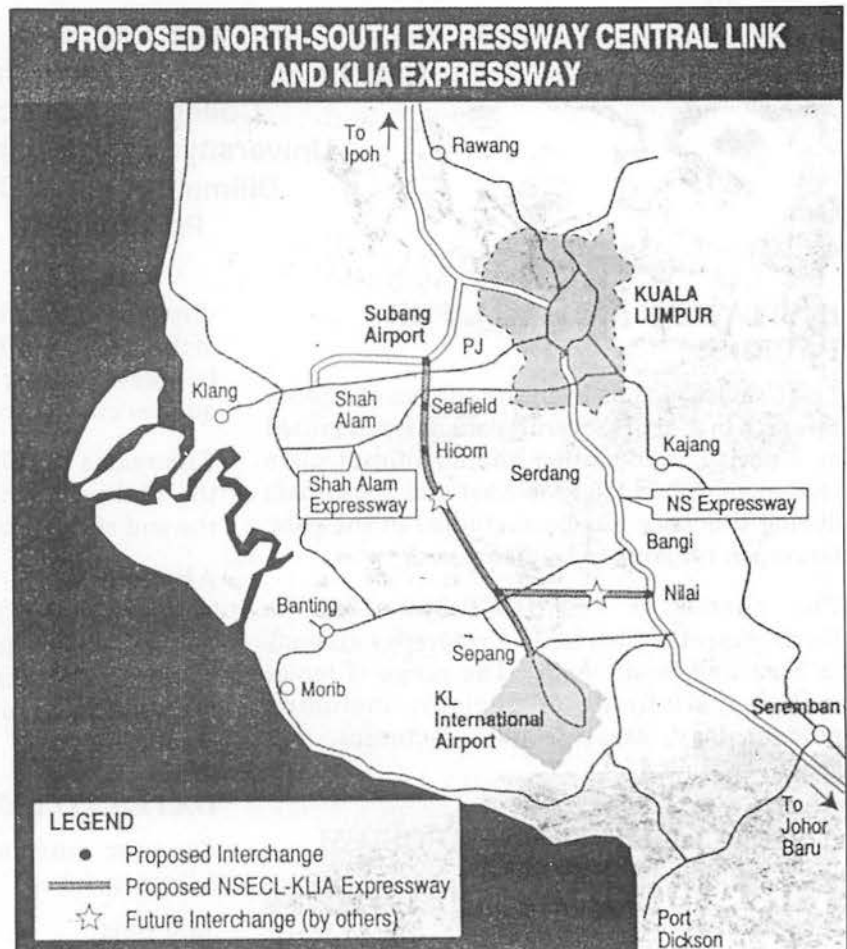 PROPOSED NORTH-SOUTH EXPRESSWAY CENTRAL LINK
AND KLIA EXPRESSWAY
To
Ipoh
Rawang
KUALA
LUMPUR
Subang
Airport
PJ
Klang
Shah
Alam
Seafield
Hicom
Kajang
Serdang
Shah Alam
Expressway
NS Expressway
Bangi
Nilai
Banting
Sepang
Morib
KL
International
Airport
Seremban
To
Johor
Baru
LEGEND
Proposed Interchange
Proposed NSECL-KLIA Expressway
Future Interchange (by others)
Port
Dickson